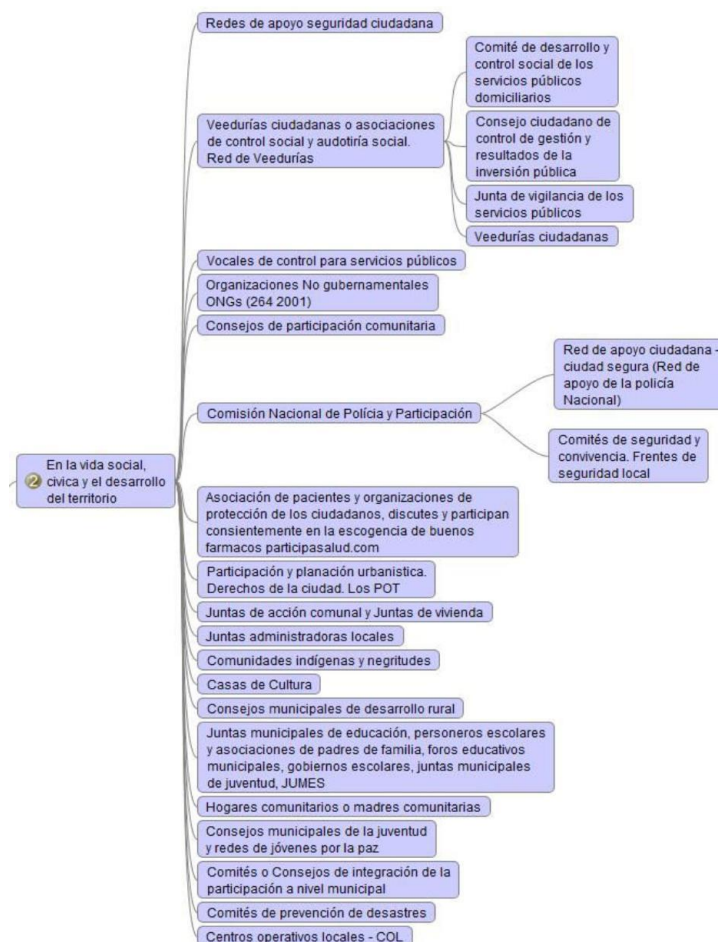 Redes de apoyo seguridad ciudadana
Veedurías ciudadanas o asociaciones
de control social y audotiría social.
Red de Veedurías
Comité de desarrollo y
control social de los
servicios públicos
domiciliarios
Consejo ciudadano de
control de gestión y
resultados de la
inversión pública
Junta de vigilancia de los
servicios públicos
Veedurías ciudadanas
Vocales de control para servicios públicos
Organizaciones No gubernamentales
ONGs (264 2001)
Consejos de participación comunitaria
Comisión Nacional de Polícia y Participación
Red de apoyo ciudadana -
ciudad segura (Red de
apoyo de la policía
Nacional)
Comités de seguridad y
convivencia. Frentes de
seguridad local
2 En la vida social,
civica y el desarrollo
del territorio
Asociación de pacientes y organizaciones de
protección de los ciudadanos, discutes y participan
consientemente en la escogencia de buenos
farmacos participasalud.com
Participación y planación urbanistica.
Derechos de la ciudad. Los POT
Juntas de acción comunal y Juntas de vivienda
Juntas administradoras locales
Comunidades indígenas y negritudes
Casas de Cultura
Consejos municipales de desarrollo rural
Juntas municipales de educación, personeros escolares
y asociaciones de padres de familia, foros educativos
municipales, gobiernos escolares, juntas municipales
de juventud, JUMES
Hogares comunitarios o madres comunitarias
Consejos municipales de la juventud
y redes de jóvenes por la paz
Comités o Consejos de integración de la
participación a nivel municipal
Comités de prevención de desastres
Centros operativos locales - COL